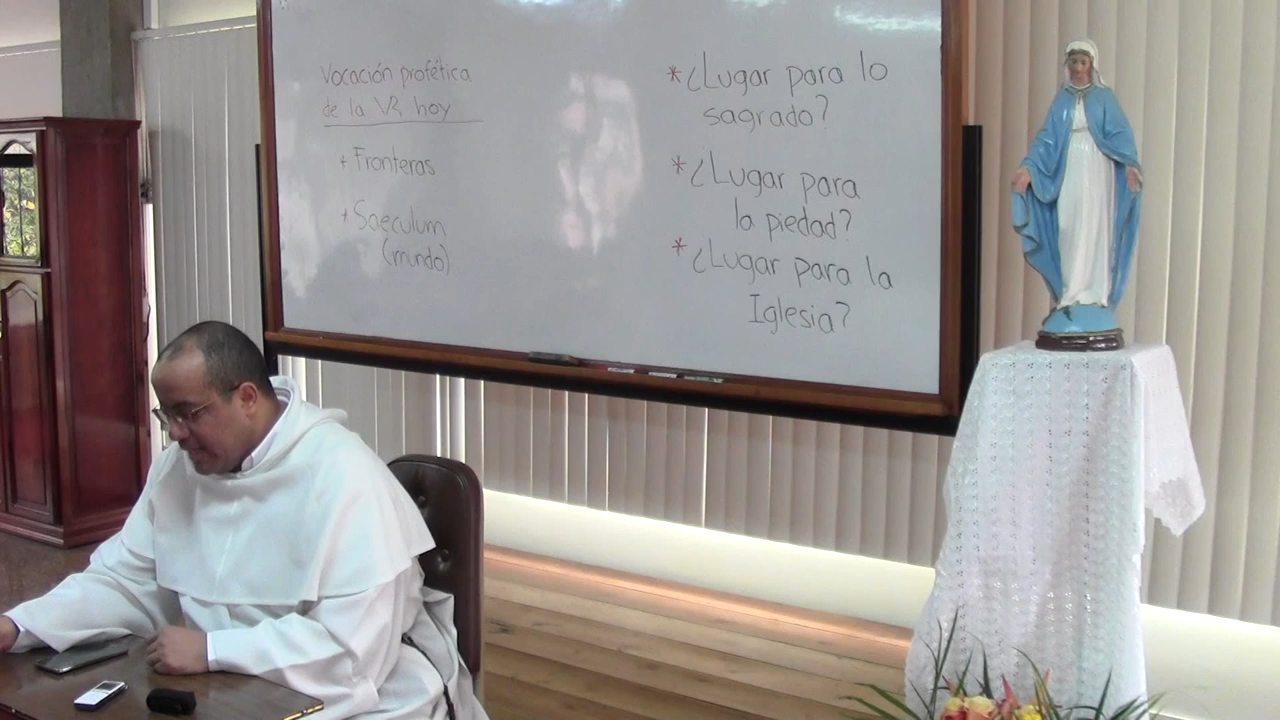 Vocación profética
de la VR hoy
+ Fronteras
+ Saeculum
(mundo)
* ¿Lugar para lo
sagrado?
* ¿Lugar para
la piedad?
* ¿Lugar para la
Iglesia?